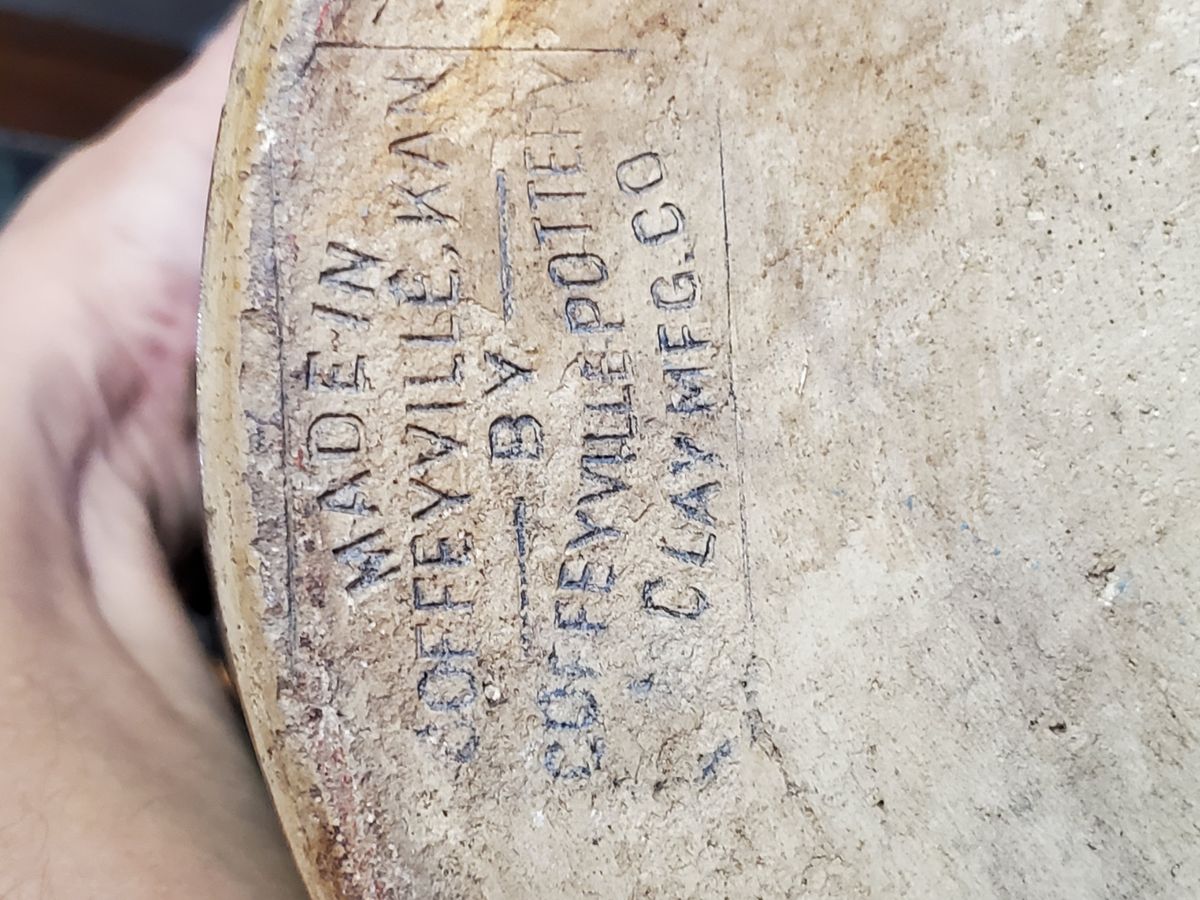 MADE IN
COFFEYVILLE, KAN
— BY —
COFFEYVILLE POTTERY
CLAY MFG. CO